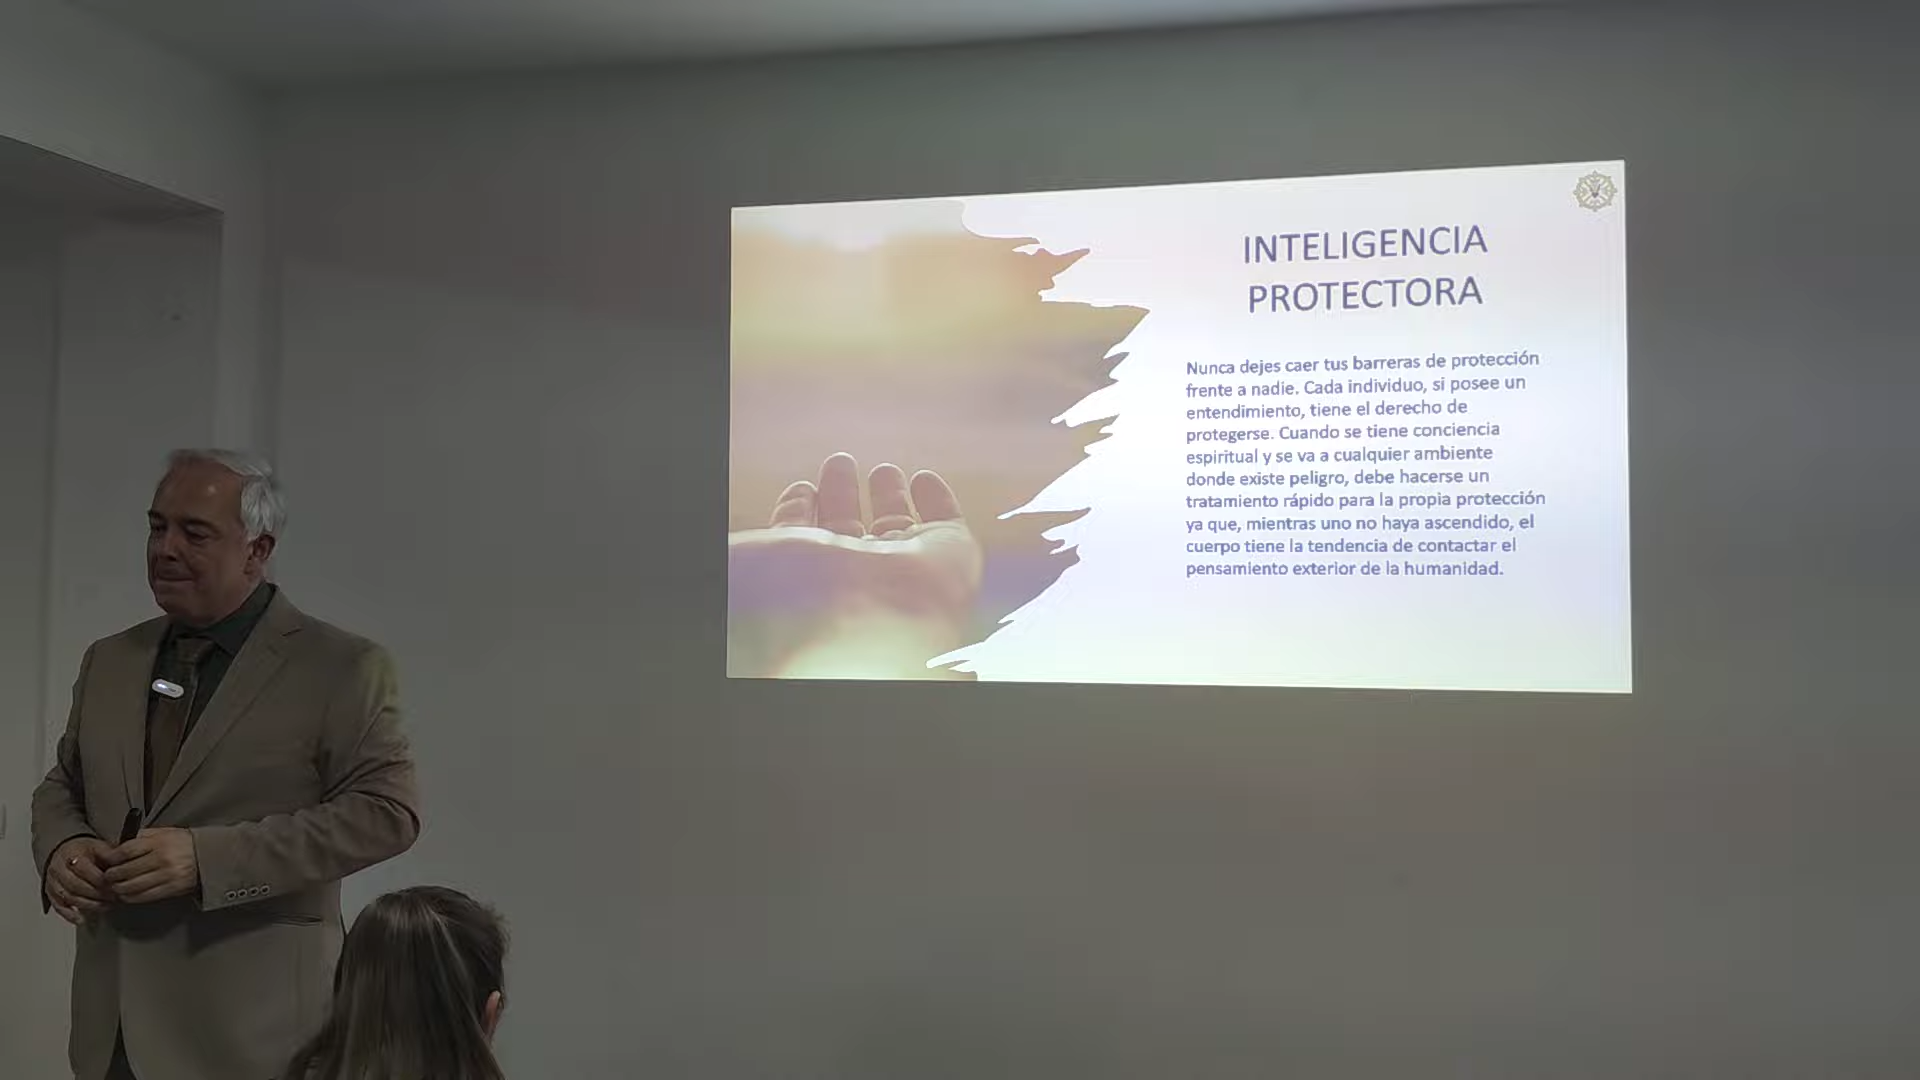 INTELIGENCIA
PROTECTORA
Nunca dejes caer tus barreras de protección
frente a nadie. Cada individuo, si posee un
entendimiento, tiene el derecho de
protegerse. Cuando se tiene conciencia
espiritual y se va a cualquier ambiente
donde existe peligro, debe hacerse un
tratamiento rápido para la propia protección
ya que, mientras uno no haya ascendido, el
cuerpo tiene la tendencia de contactar el
pensamiento exterior de la humanidad.